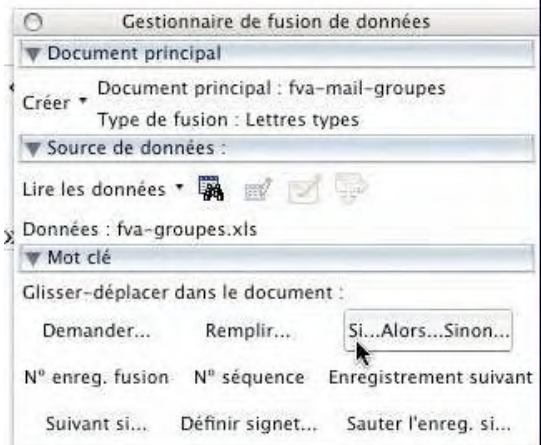 Gestionnaire de fusion de données
Document principal
Créer
Document principal : fva-mail-groupes
Type de fusion : Lettres types
Source de données :
Lire les données
Données : fva-groupes.xls
Mot clé
Glisser-déplacer dans le document :
Demander... Remplir... Si...Alors...Sinon...
N° enreg. fusion N° séquence Enregistrement suivant
Suivant si... Définir signet... Sauter l'enreg. si...